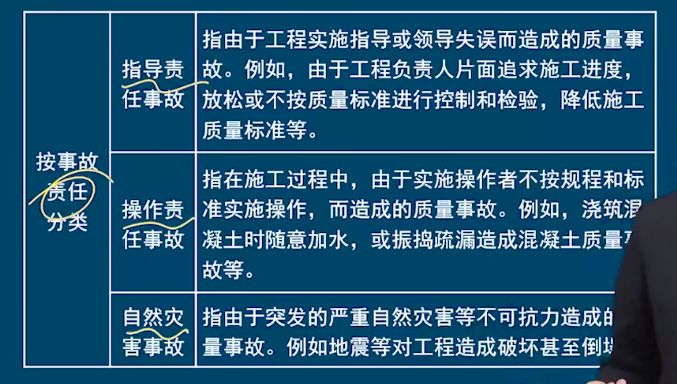 按事故
责任
分类
指导责
任事故
指由于工程实施指导或领导失误而造成的质量事
故。例如，由于工程负责人片面追求施工进度，
放松或不按质量标准进行控制和检验，降低施工
质量标准等。
操作责
任事故
指在施工过程中，由于实施操作者不按规程和标
准实施操作，而造成的质量事故。例如，浇筑混
凝土时随意加水，或振捣疏漏造成混凝土质量事
故等。
自然灾
害事故
指由于突发的严重自然灾害等不可抗力造成的
量事故。例如地震等对工程造成破坏甚至倒